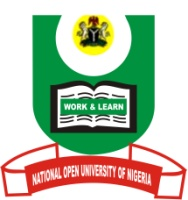 WORK & LEARN
NATIONAL OPEN UNIVERSITY OF NIGERIA